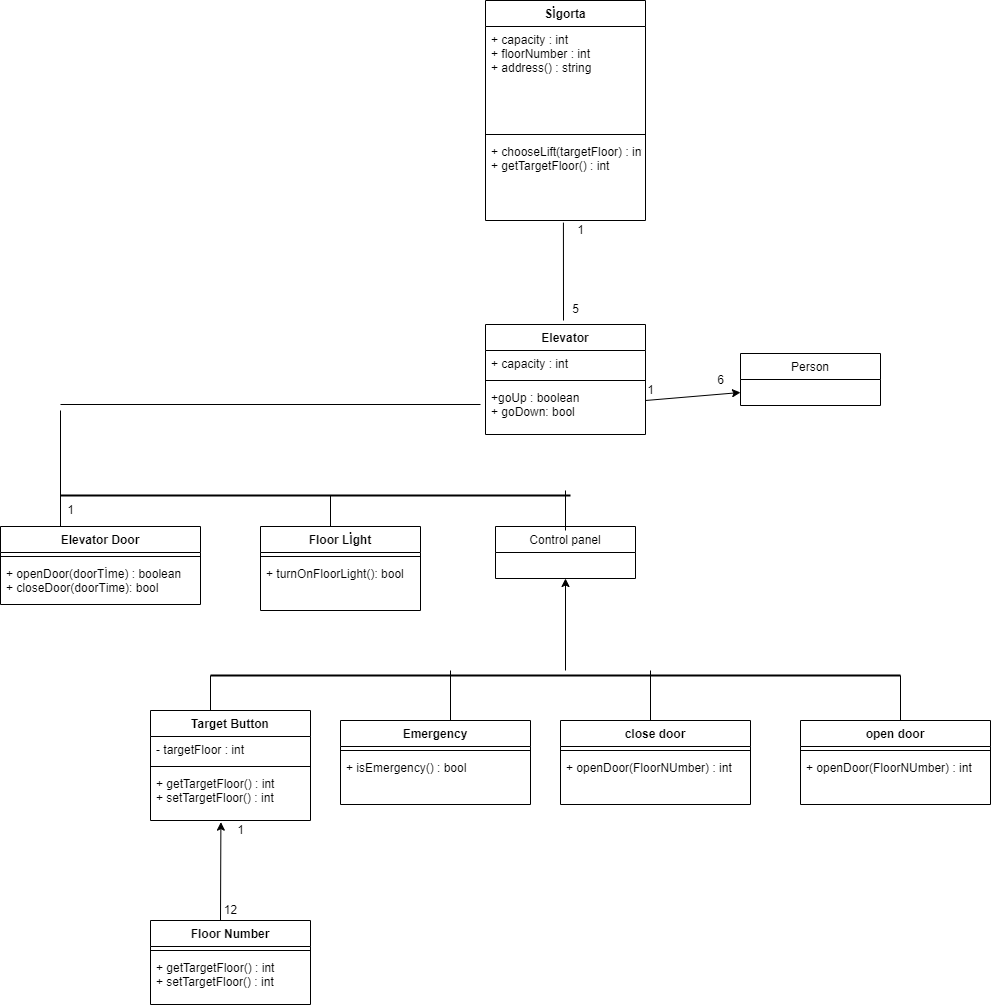 Sİgorta
+ capacity : int
+ floorNumber : int
+ address() : string
+ chooseLift(targetFloor) : in
+ getTargetFloor() : int
1
5
Elevator
+ capacity : int
+goUp : boolean
+ goDown: bool
1
6
Person
1
Elevator Door
+ openDoor(doorTİme) : boolean
+ closeDoor(doorTime): bool
Floor Lİght
+ turnOnFloorLight(): bool
Control panel
Target Button
- targetFloor : int
+ getTargetFloor() : int
+ setTargetFloor() : int
Emergency
+ isEmergency() : bool
close door
+ openDoor(FloorNUmber) : int
open door
+ openDoor(FloorNUmber) : int
1
12
Floor Number
+ getTargetFloor() : int
+ setTargetFloor() : int